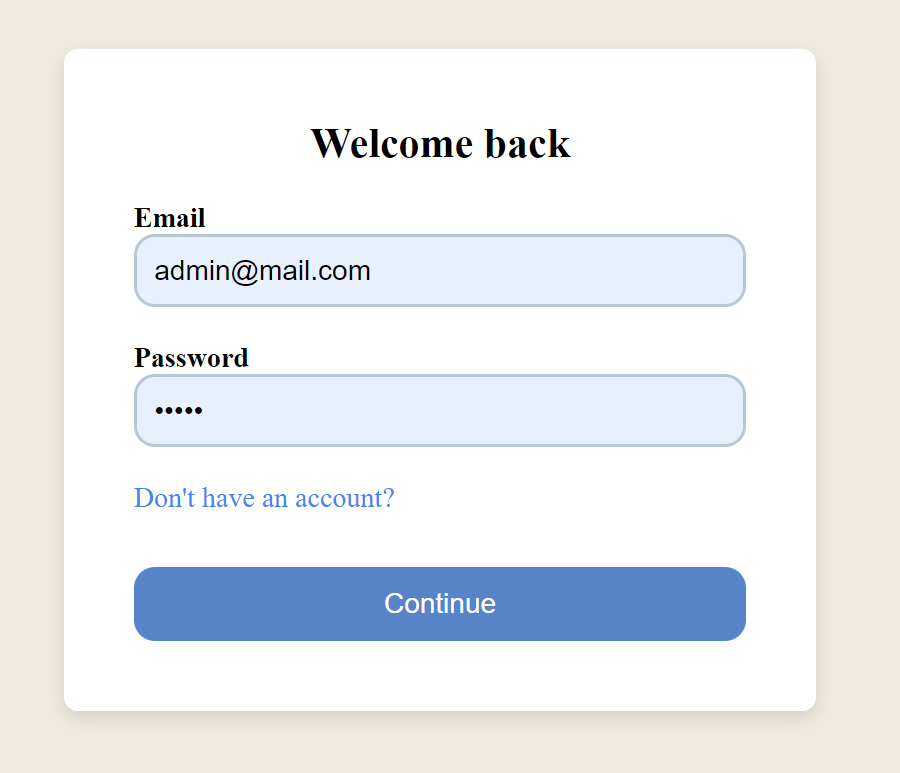 Welcome back
Email
admin@mail.com
Password
•••••
Don't have an account?
Continue